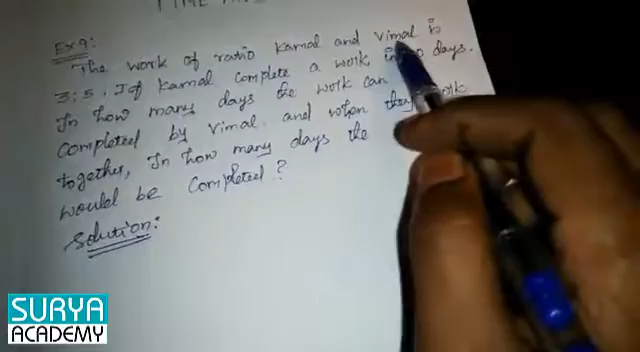 TIME AN
Ex 9:
The work of ratio Kamal and Vimal is
3:5. If Kamal complete a work in days.
In how many days the work can
completed by Vimal. and when they work
together, In how many days the
would be completed?
Solution:
SURYA
ACADEMY